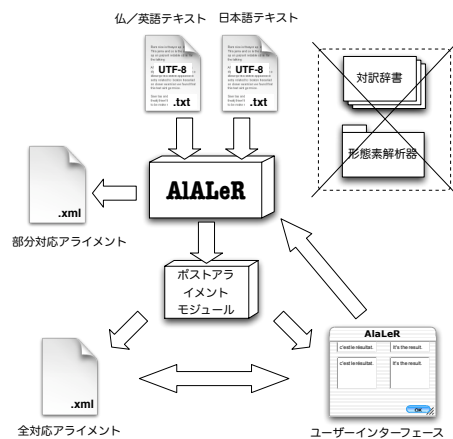 仏／英語テキスト
日本語テキスト
UTF-8
.txt
UTF-8
.txt
対訳辞書
形態素解析器
AlALeR
.xml
部分対応アライメント
ポストアラ
イメント
モジュール
AlaLeR
c'est le résultat.
It's the result.
c'est le résultat.
It's the result.
OK
.xml
全対応アライメント
ユーザーインターフェース